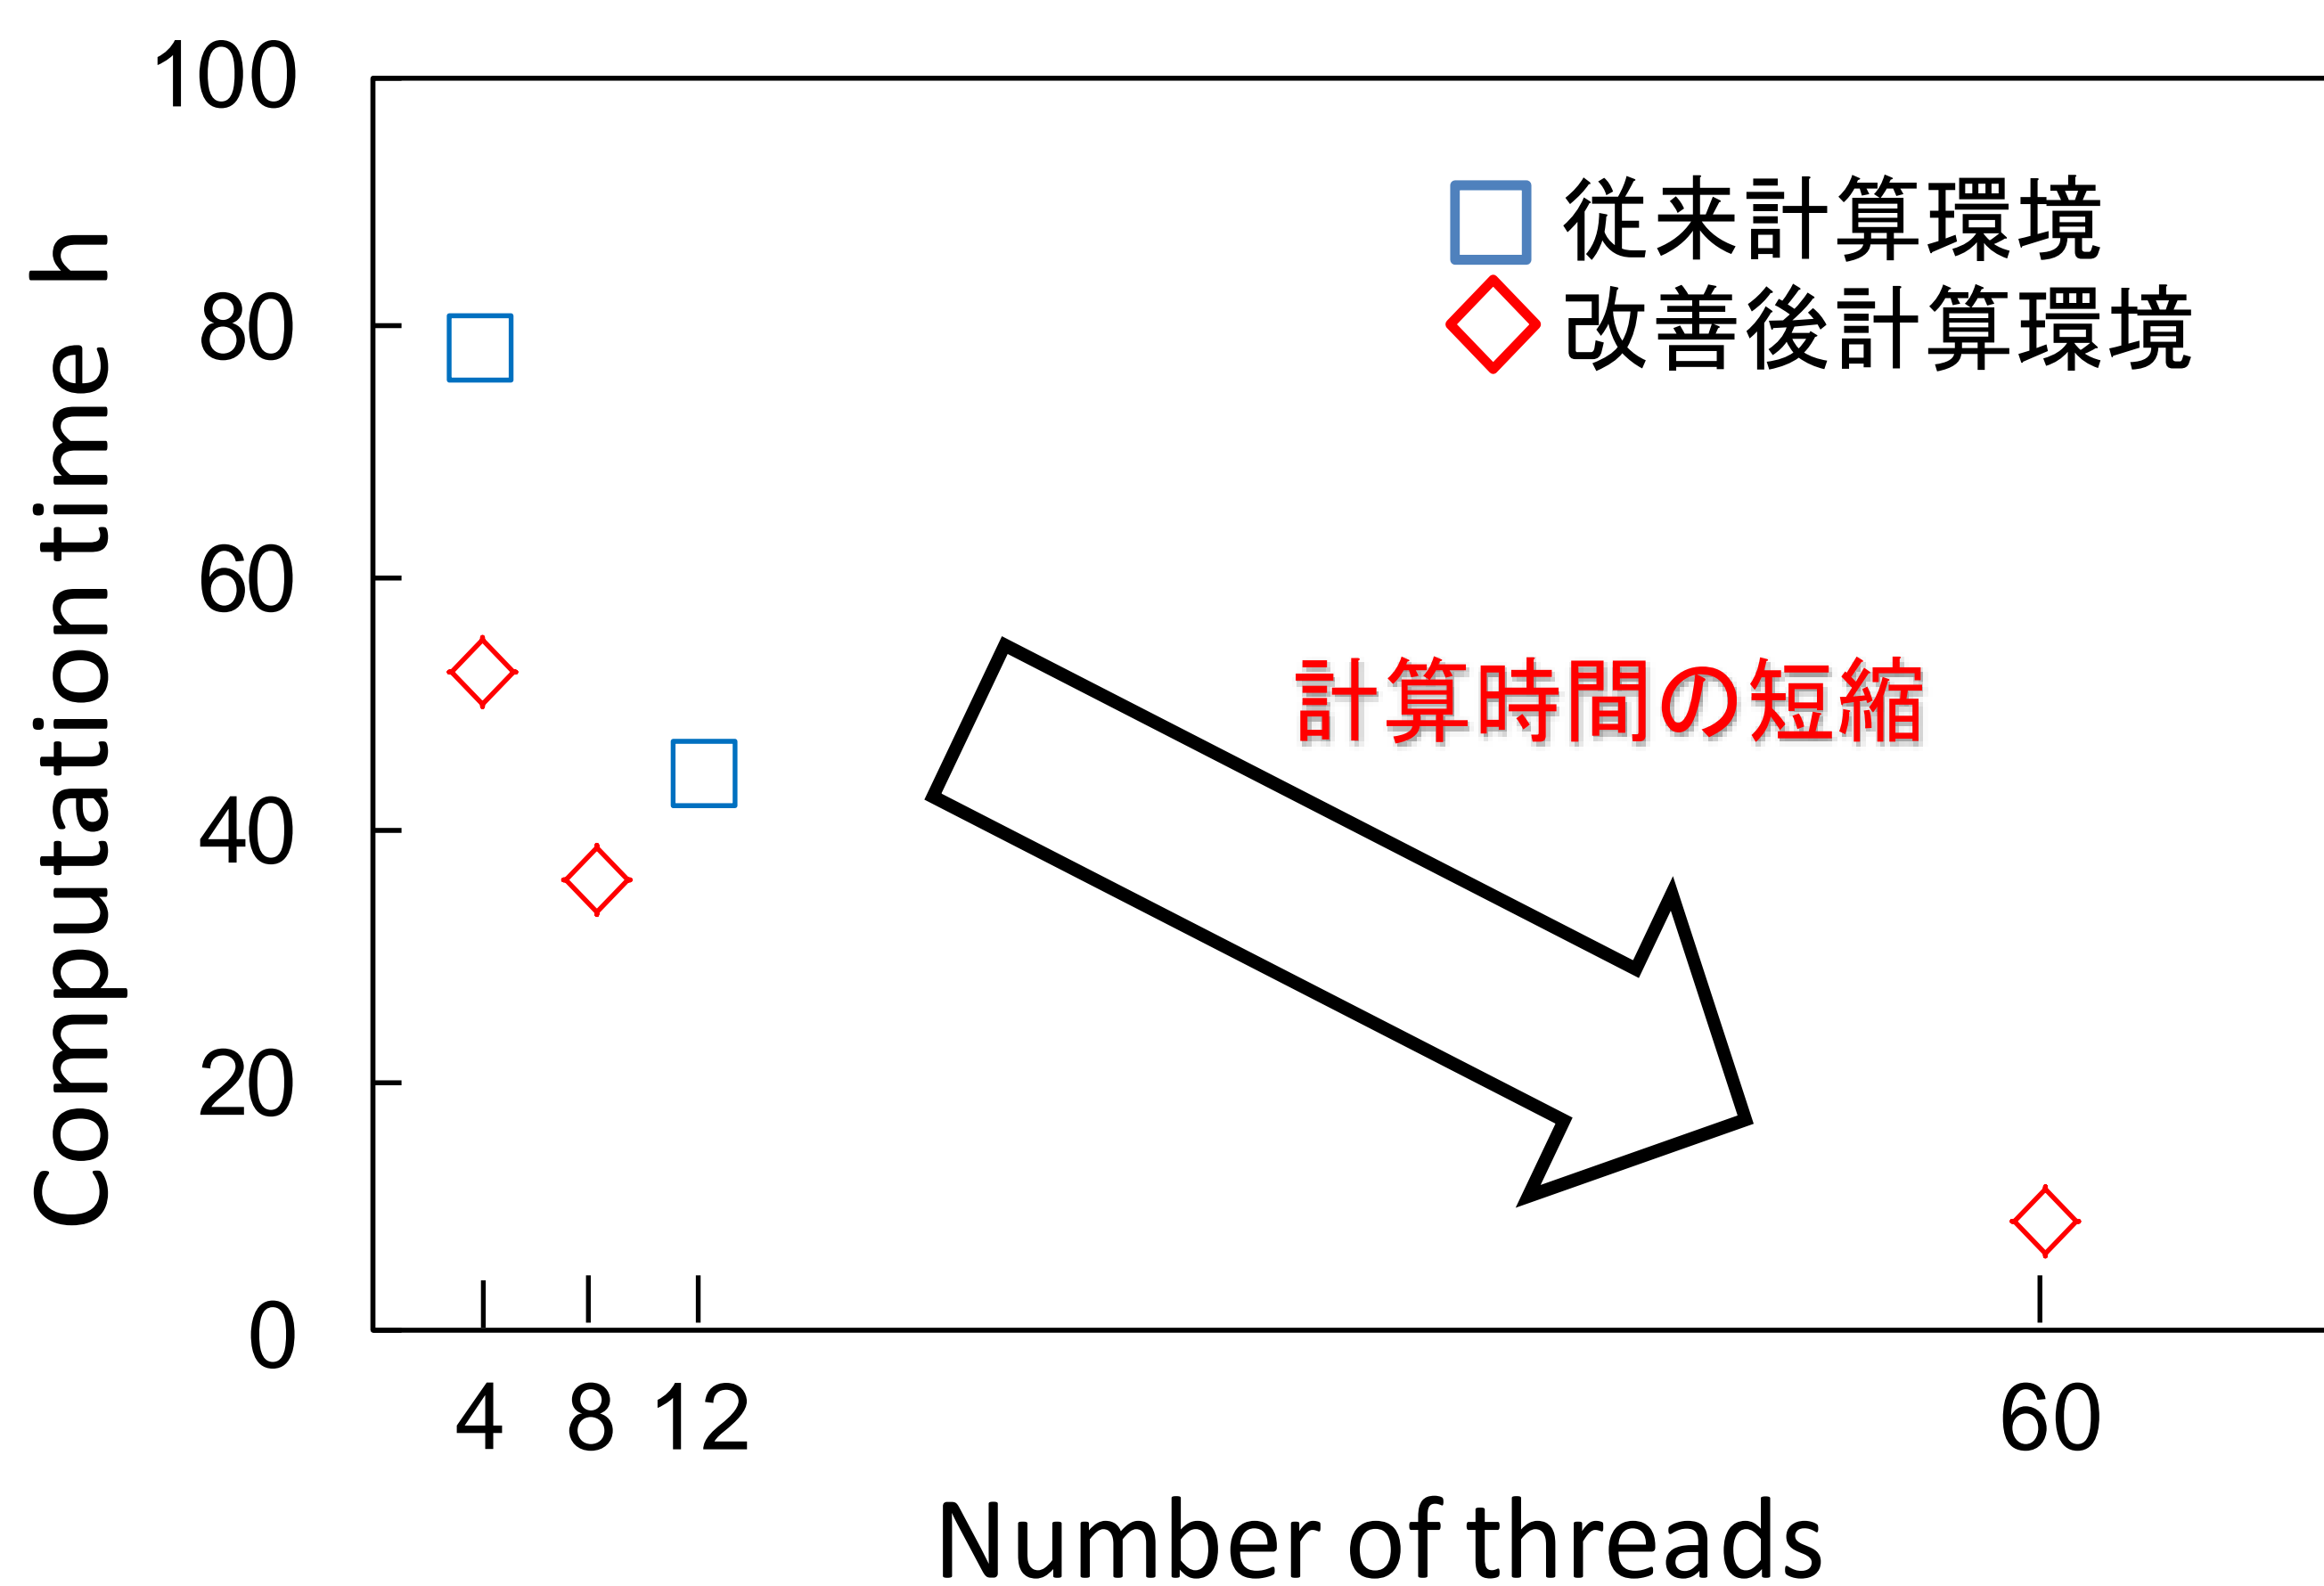 100
80
60
40
20
0
Computation time h
従来計算環境
改善後計算環境
計算時間の短縮
4 8 12 60
Number of threads